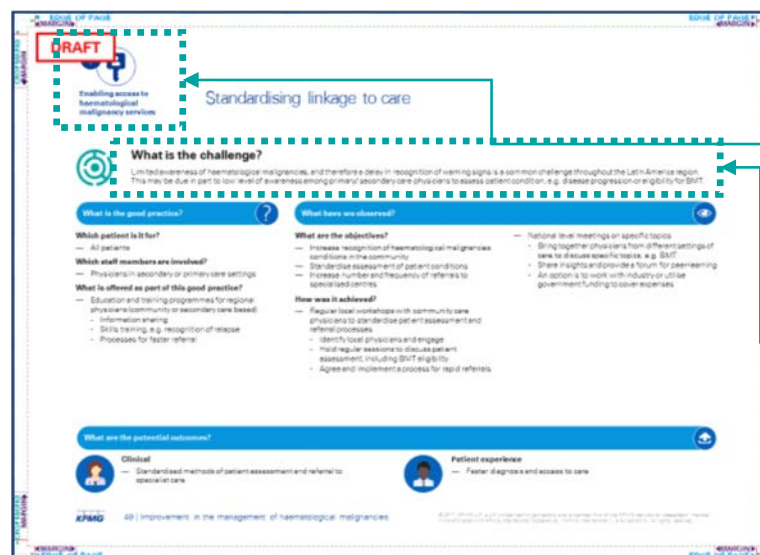 EDGE OF PAGE
EDGE OF PAGE
MARGIN
MARGIN
DRAFT
Enabling access to
haematological
malignancy services
Standardising linkage to care
What is the challenge?
Limited awareness of haematological malignancies, and therefore a delay in recognition of warning signs is a common challenge throughout the Latin America region.
This may be due in part to low level of awareness among primary/ secondary care physicians to assess patient condition, e.g. disease progression or eligibility for BMT
What is the good practice?
?
Which patient is it for?
— All patients
Which staff members are involved?
— Physicians in secondary or primary care settings
What is offered as part of this good practice?
— Education and training programmes for regional
physicians (community or secondary care based)
- Information sharing
- Skills training, e.g. recognition of relapse
- Processes for faster referral
What have we observed?
What are the objectives?
— Increase recognition of haematological malignancies
conditions in the community
— Standardise assessment of patient conditions
— Increase number and frequency of referrals to
specialised centres
How was it achieved?
— Regular local workshops with community care
physicians to standardise patient assessment and
referral processes
- Identify local physicians and engage
- Hold regular sessions to discuss patient
assessment, including BMT eligibility
- Agree and implement a process for rapid referrals
— National level meetings on specific topics
- Bring together physicians from different settings of
care to discuss specific topics, e.g. BMT
- Share insights and provide a forum for peer learning
- An option is to work with industry or utilise
government funding to cover expenses
What are the potential outcomes?
Clinical
— Standardised methods of patient assessment and referral to
specialist care
Patient experience
— Faster diagnosis and access to care
KPMG
49 | Improvement in the management of haematological malignancies
MARGIN
MARGIN